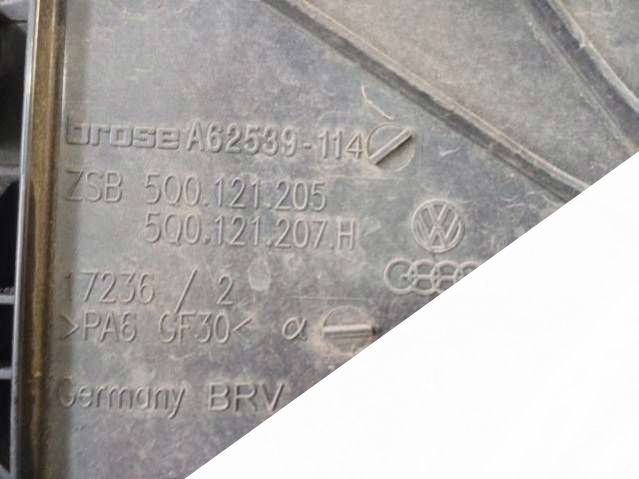 brose A62539-114
ZSB 5Q0.121.205
5Q0.121.207.H
17236 / 2
>PA6 GF30< α
Germany BRV